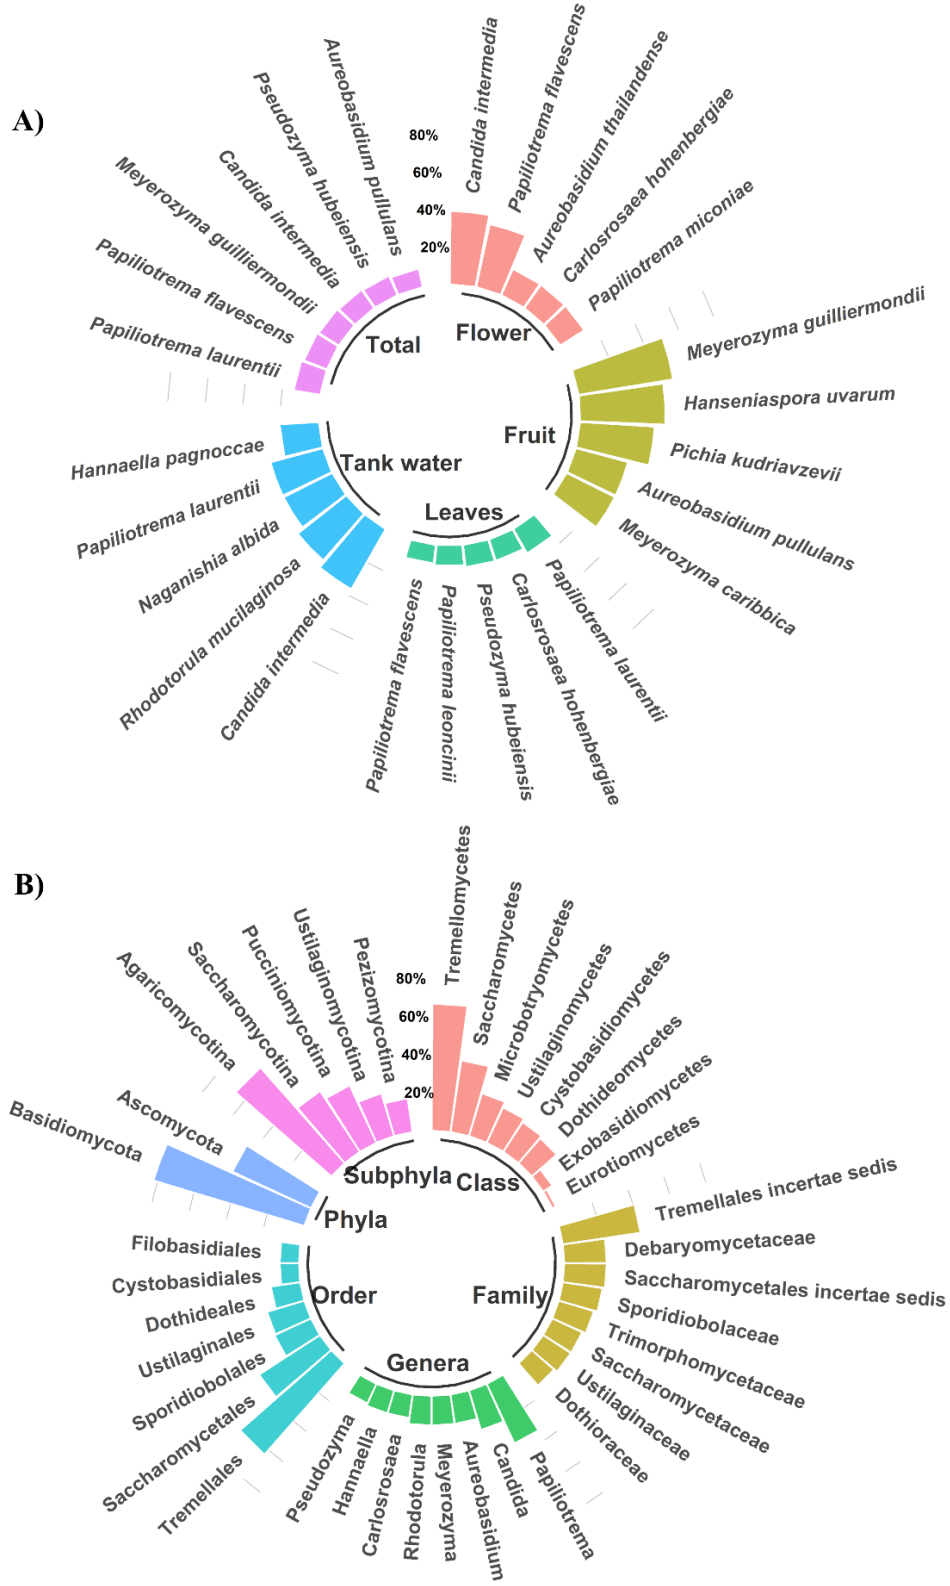 A)
80%
60%
40%
20%
Flower
Candida intermedia
Papiliotrema flavescens
Aureobasidium thailandense
Carlosrosaea hohenbergiae
Papiliotrema miconiae
Fruit
Meyerozyma guilliermondii
Hanseniaspora uvarum
Pichia kudriavzevii
Aureobasidium pullulans
Meyerozyma caribbica
Leaves
Papiliotrema laurentii
Carlosrosaea hohenbergiae
Pseudozyma hubeiensis
Papiliotrema leoncinii
Papiliotrema flavescens
Tank water
Candida intermedia
Rhodotorula mucilaginosa
Naganishia albida
Papiliotrema laurentii
Hannaella pagnoccae
Total
Papiliotrema laurentii
Papiliotrema flavescens
Meyerozyma guilliermondii
Candida intermedia
Pseudozyma hubeiensis
Aureobasidium pullulans
B)
80%
60%
40%
20%
Class
Tremellomycetes
Saccharomycetes
Microbotryomycetes
Ustilaginomycetes
Cystobasidiomycetes
Dothideomycetes
Exobasidiomycetes
Eurotiomycetes
Family
Tremellales incertae sedis
Debaryomycetaceae
Saccharomycetales incertae sedis
Sporidiobolaceae
Trimorphomycetaceae
Saccharomycetaceae
Ustilaginaceae
Dothioraceae
Genera
Papiliotrema
Candida
Aureobasidium
Meyerozyma
Rhodotorula
Carlosrosaea
Hannaella
Pseudozyma
Order
Tremellales
Saccharomycetales
Sporidiobolales
Ustilaginales
Dothideales
Cystobasidiales
Filobasidiales
Phyla
Basidiomycota
Ascomycota
Subphyla
Agaricomycotina
Saccharomycotina
Pucciniomycotina
Ustilaginomycotina
Pezizomycotina